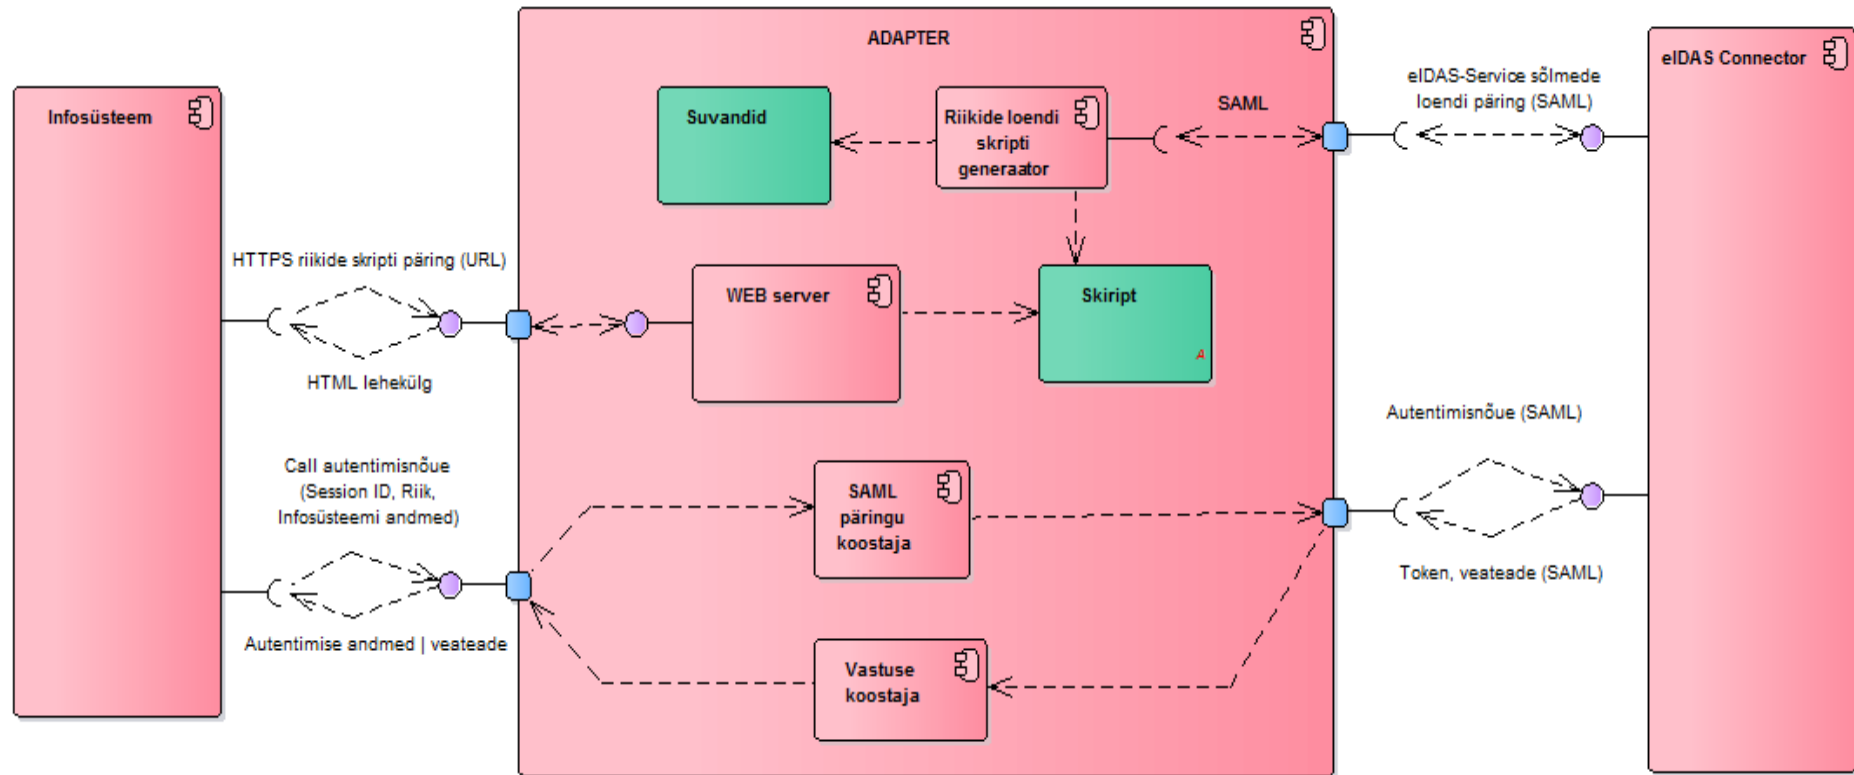 ADAPTER
Infosüsteem
Suvandid
Riikide loendi
skripti
generaator
SAML
eIDAS-Service sõlmede
loendi päring (SAML)
eIDAS Connector
HTTPS riikide skripti päring (URL)
HTML lehekülg
WEB server
Skiript
A
Call autentimisnõue
(Session ID, Riik,
Infosüsteemi andmed)
Autentimise andmed | veateade
SAML
päringu
koostaja
Vastuse
koostaja
Autentimisnõue (SAML)
Token, veateade (SAML)